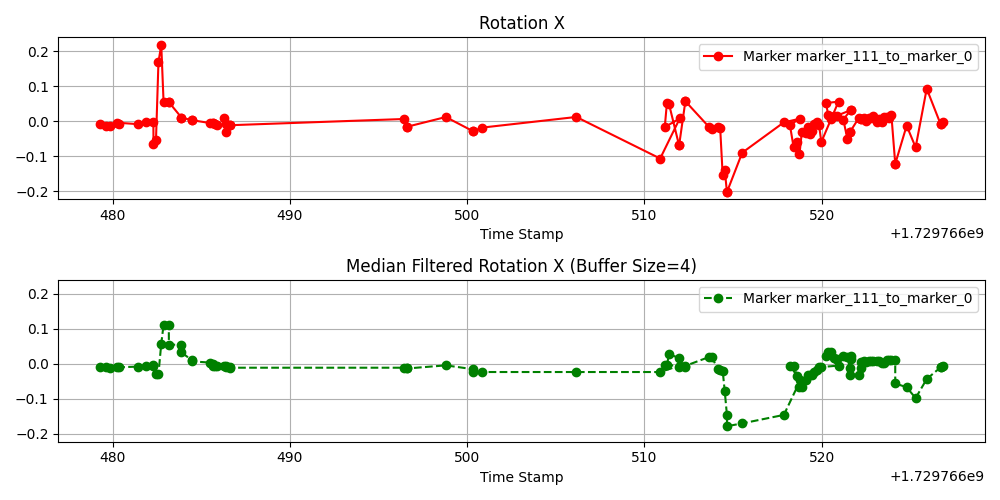 Rotation X
0.2
0.1
0.0
−0.1
−0.2
Marker marker_111_to_marker_0
480 490 500 510 520
Time Stamp
+1.729766e9
Median Filtered Rotation X (Buffer Size=4)
0.2
0.1
0.0
−0.1
−0.2
Marker marker_111_to_marker_0
480 490 500 510 520
Time Stamp
+1.729766e9